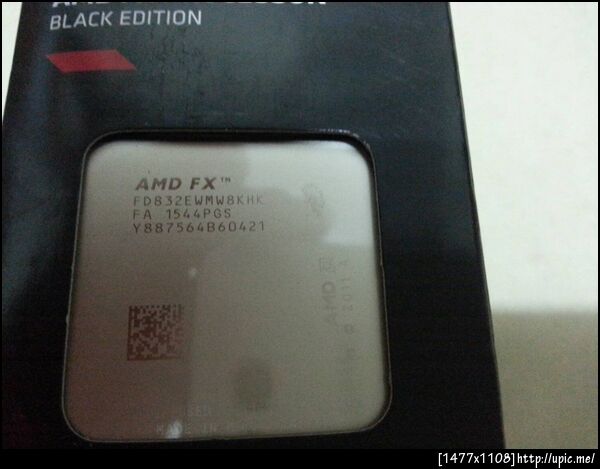 BLACK EDITION
AMD FX™
FD832EWMW8KHK
FA 1544PGS
Y887564B60421
AMD
© 2011 A
[1477x1108]http://upic.me/